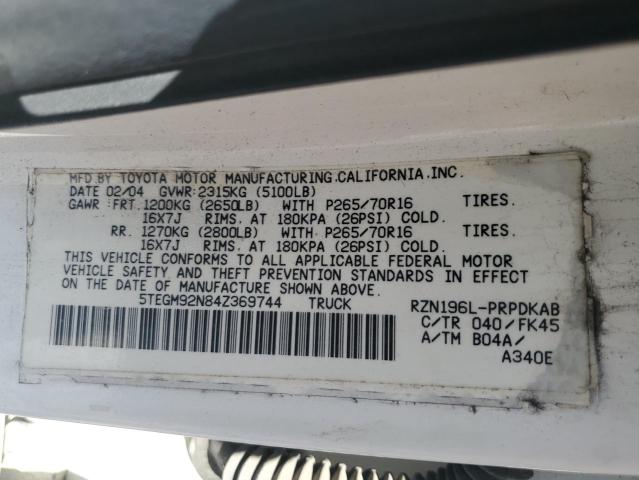 MFD.BY TOYOTA MOTOR MANUFACTURING.CALIFORNIA.INC.
DATE 02/04 GVWR:2315KG (5100LB)
GAWR :FRT.1200KG (2650LB) WITH P265/70R16 TIRES.
16X7J RIMS. AT 180KPA (26PSI) COLD.
RR. 1270KG (2800LB) WITH P265/70R16 TIRES.
16X7J RIMS. AT 180KPA (26PSI) COLD.
THIS VEHICLE CONFORMS TO ALL APPLICABLE FEDERAL MOTOR
VEHICLE SAFETY AND THEFT PREVENTION STANDARDS IN EFFECT
ON THE DATE OF MANUFACTURE SHOWN ABOVE.
5TEGM92N84Z369744 TRUCK RZN196L-PRPDKAB
C/TR 040/FK45
A/TM B04A/
A340E